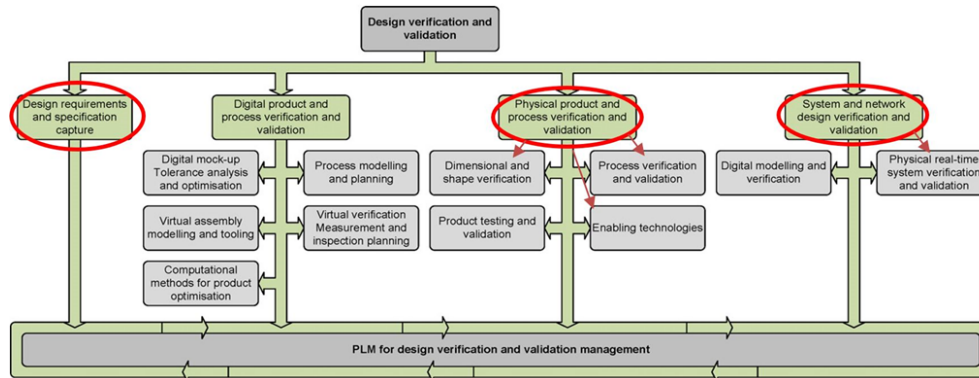 Design verification and
validation
Design requirements
and specification
capture
Digital product and
process verification and
validation
Physical product and
process verification and
validation
System and network
design verification and
validation
Digital mock-up
Tolerance analysis
and optimisation
Process modelling
and planning
Dimensional and
shape verification
Process verification
and validation
Digital modelling and
verification
Physical real-time
system verification
and validation
Virtual assembly
modelling and tooling
Virtual verification
Measurement and
inspection planning
Product testing and
validation
Enabling technologies
Computational
methods for product
optimisation
PLM for design verification and validation management